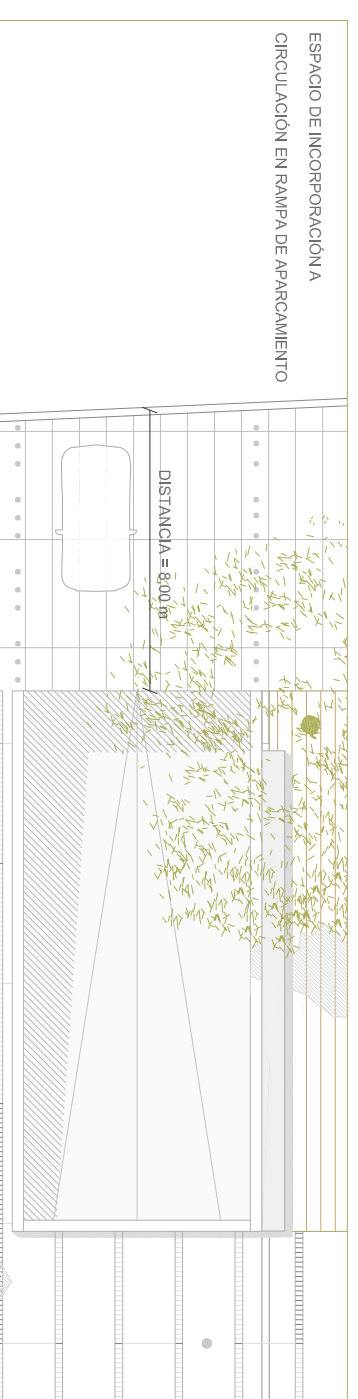 ESPACIO DE INCORPORACIÓN A
CIRCULACIÓN EN RAMPA DE APARCAMIENTO
DISTANCIA = 8,00 m